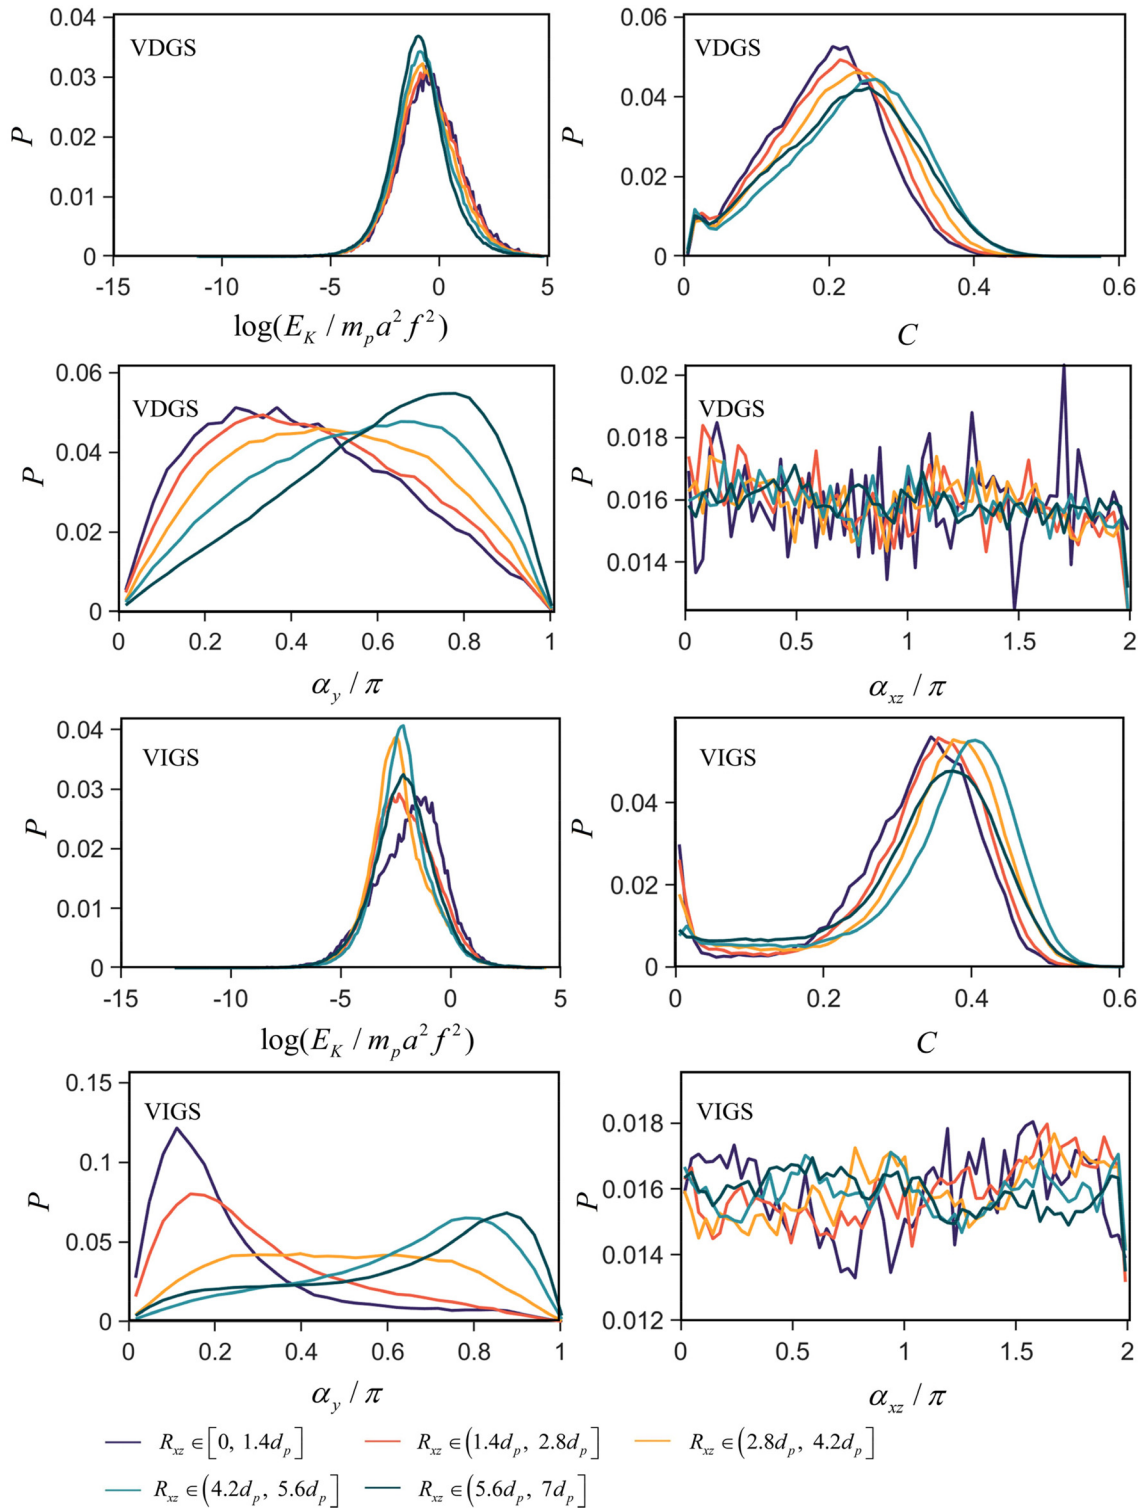 0.04
0.03
0.02
0.01
0
P
VDGS
-15 -10 -5 0 5
log(E_K / m_p a² f²)
0.06
0.04
0.02
0
P
VDGS
0 0.2 0.4 0.6
C
0.06
0.04
0.02
0
P
VDGS
0 0.2 0.4 0.6 0.8 1
α_y / π
0.02
0.018
0.016
0.014
P
VDGS
0 0.5 1 1.5 2
α_xz / π
0.04
0.03
0.02
0.01
0
P
VIGS
-15 -10 -5 0 5
log(E_K / m_p a² f²)
0.04
0.02
0
P
VIGS
0 0.2 0.4 0.6
C
0.15
0.1
0.05
0
P
VIGS
0 0.2 0.4 0.6 0.8 1
α_y / π
0.018
0.016
0.014
0.012
P
VIGS
0 0.5 1 1.5 2
α_xz / π
R_xz ∈ [0, 1.4d_p] R_xz ∈ (1.4d_p, 2.8d_p] R_xz ∈ (2.8d_p, 4.2d_p]
R_xz ∈ (4.2d_p, 5.6d_p] R_xz ∈ (5.6d_p, 7d_p]